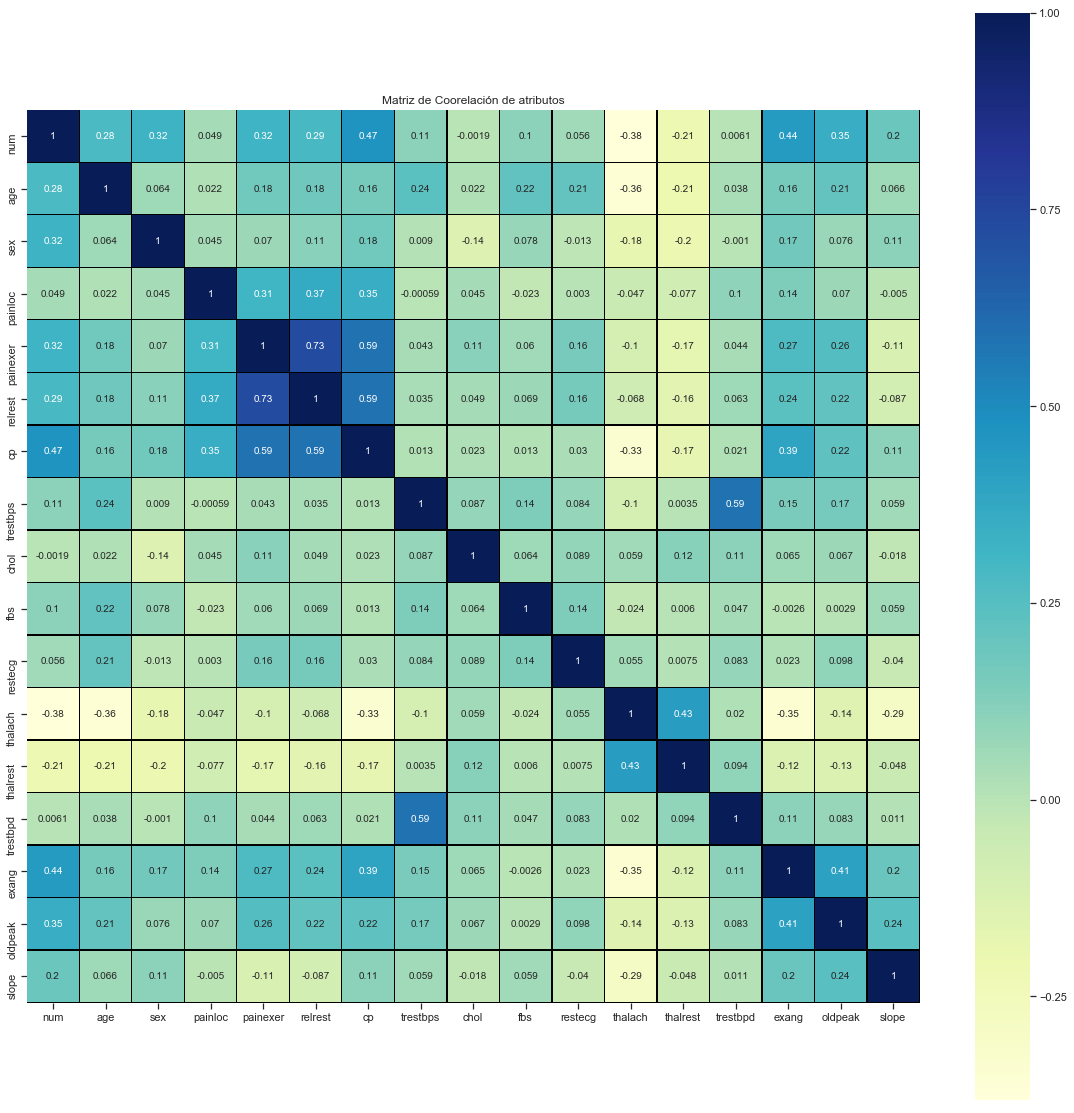 Matriz de Coorelación de atributos
num 1 0.28 0.32 0.049 0.32 0.29 0.47 0.11 -0.0019 0.1 0.056 -0.38 -0.21 0.0061 0.44 0.35 0.2
age 0.28 1 0.064 0.022 0.18 0.18 0.16 0.24 0.022 0.22 0.21 -0.36 -0.21 0.038 0.16 0.21 0.066
sex 0.32 0.064 1 0.045 0.07 0.11 0.18 0.009 -0.14 0.078 -0.013 -0.18 -0.2 -0.001 0.17 0.076 0.11
painloc 0.049 0.022 0.045 1 0.31 0.37 0.35 -0.00059 0.045 -0.023 0.003 -0.047 -0.077 0.1 0.14 0.07 -0.005
painexer 0.32 0.18 0.07 0.31 1 0.73 0.59 0.043 0.11 0.06 0.16 -0.1 -0.17 0.044 0.27 0.26 -0.11
relrest 0.29 0.18 0.11 0.37 0.73 1 0.59 0.035 0.049 0.069 0.16 -0.068 -0.16 0.063 0.24 0.22 -0.087
cp 0.47 0.16 0.18 0.35 0.59 0.59 1 0.013 0.023 0.013 0.03 -0.33 -0.17 0.021 0.39 0.22 0.11
trestbps 0.11 0.24 0.009 -0.00059 0.043 0.035 0.013 1 0.087 0.14 0.084 -0.1 0.0035 0.59 0.15 0.17 0.059
chol -0.0019 0.022 -0.14 0.045 0.11 0.049 0.023 0.087 1 0.064 0.089 0.059 0.12 0.11 0.065 0.067 -0.018
fbs 0.1 0.22 0.078 -0.023 0.06 0.069 0.013 0.14 0.064 1 0.14 -0.024 0.006 0.047 -0.0026 0.0029 0.059
restecg 0.056 0.21 -0.013 0.003 0.16 0.16 0.03 0.084 0.089 0.14 1 0.055 0.0075 0.083 0.023 0.098 -0.04
thalach -0.38 -0.36 -0.18 -0.047 -0.1 -0.068 -0.33 -0.1 0.059 -0.024 0.055 1 0.43 0.02 -0.35 -0.14 -0.29
thalrest -0.21 -0.21 -0.2 -0.077 -0.17 -0.16 -0.17 0.0035 0.12 0.006 0.0075 0.43 1 0.094 -0.12 -0.13 -0.048
trestbpd 0.0061 0.038 -0.001 0.1 0.044 0.063 0.021 0.59 0.11 0.047 0.083 0.02 0.094 1 0.11 0.083 0.011
exang 0.44 0.16 0.17 0.14 0.27 0.24 0.39 0.15 0.065 -0.0026 0.023 -0.35 -0.12 0.11 1 0.41 0.2
oldpeak 0.35 0.21 0.076 0.07 0.26 0.22 0.22 0.17 0.067 0.0029 0.098 -0.14 -0.13 0.083 0.41 1 0.24
slope 0.2 0.066 0.11 -0.005 -0.11 -0.087 0.11 0.059 -0.018 0.059 -0.04 -0.29 -0.048 0.011 0.2 0.24 1
num age sex painloc painexer relrest cp trestbps chol fbs restecg thalach thalrest trestbpd exang oldpeak slope
1.00
0.75
0.50
0.25
0.00
−0.25